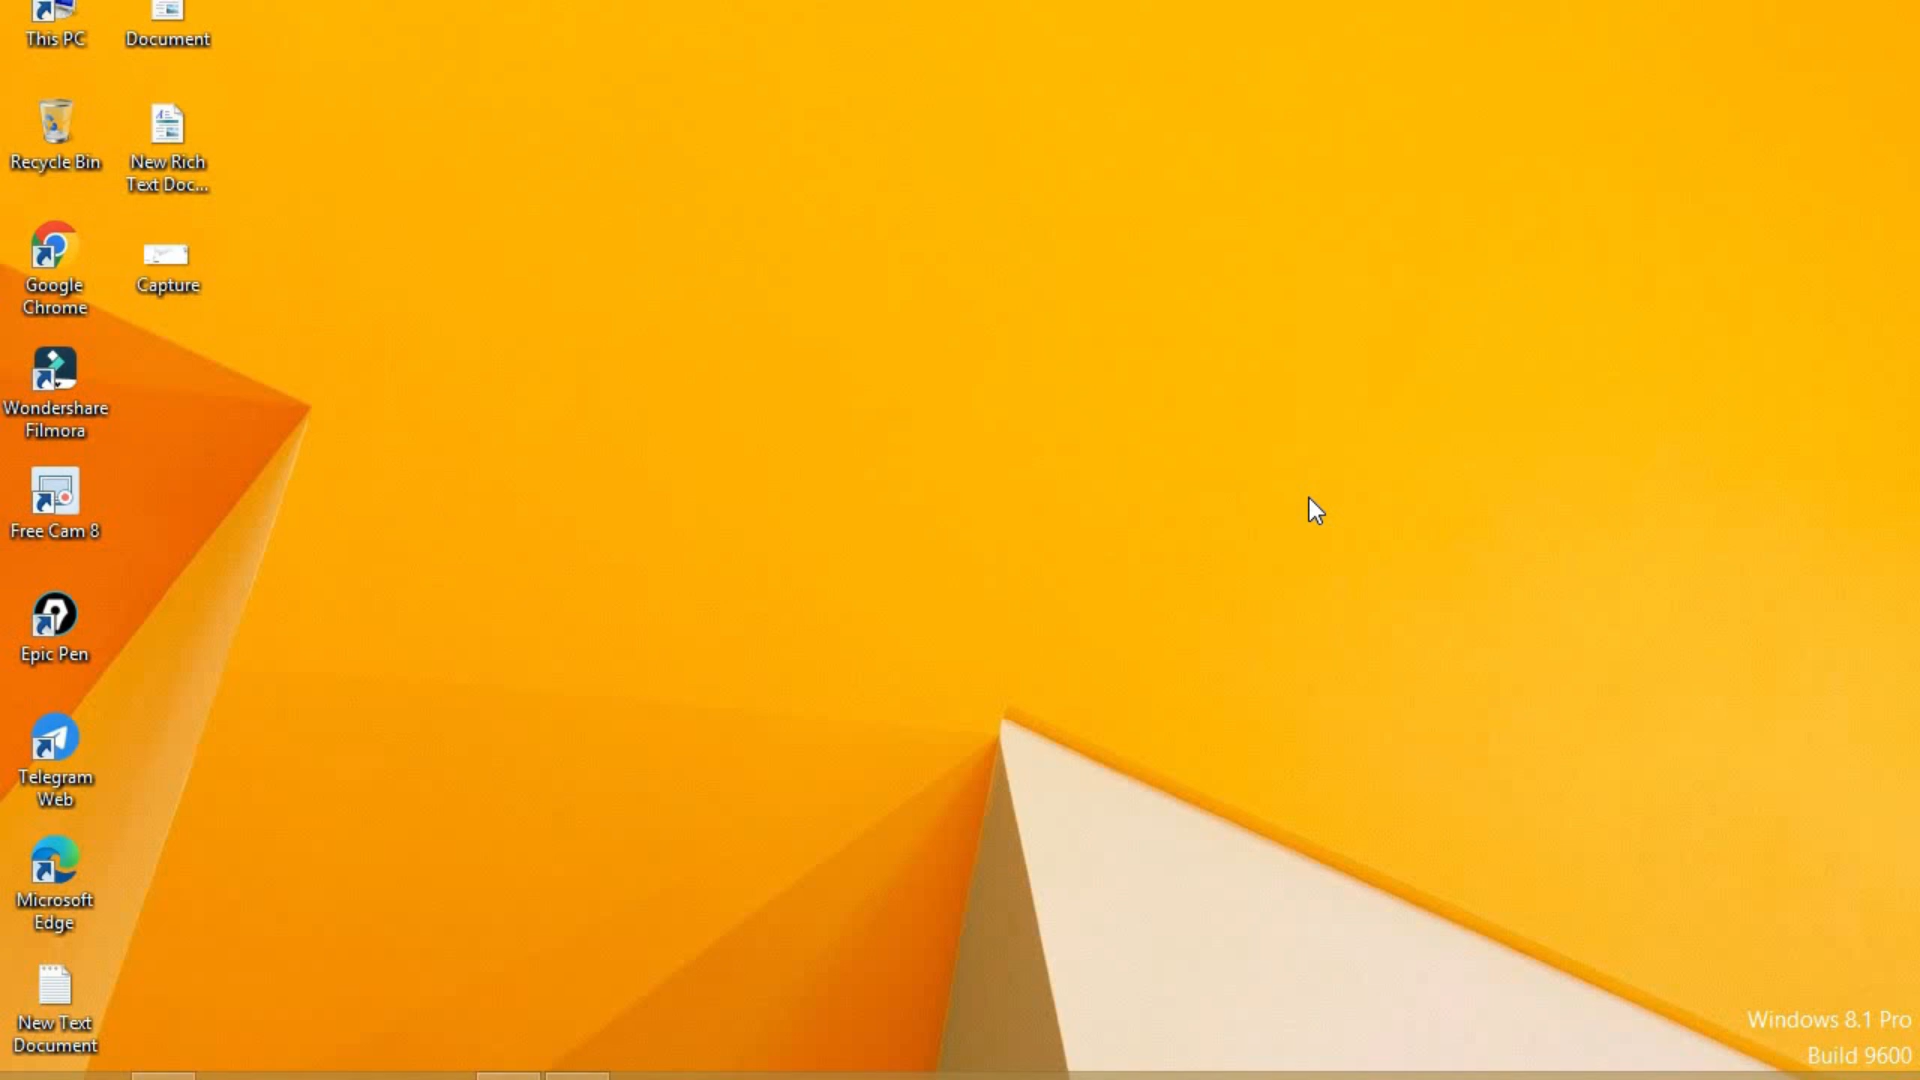 This PC
Document
Recycle Bin
New Rich
Text Doc...
Google
Chrome
Capture
Wondershare
Filmora
Free Cam 8
Epic Pen
Telegram
Web
Microsoft
Edge
New Text
Document
Windows 8.1 Pro
Build 9600